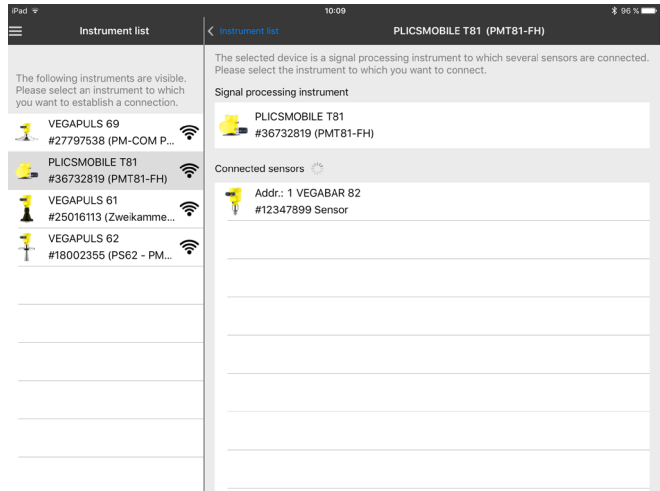 iPad
10:09
96 %
Instrument list
Instrument list
PLICSMOBILE T81 (PMT81-FH)
The following instruments are visible.
Please select an instrument to which
you want to establish a connection.
VEGAPULS 69
#27797538 (PM-COM P...
PLICSMOBILE T81
#36732819 (PMT81-FH)
VEGAPULS 61
#25016113 (Zweikamme...
VEGAPULS 62
#18002355 (PS62 - PM...
The selected device is a signal processing instrument to which several sensors are connected.
Please select the instrument to which you want to connect.
Signal processing instrument
PLICSMOBILE T81
#36732819 (PMT81-FH)
Connected sensors
Addr.: 1 VEGABAR 82
#12347899 Sensor